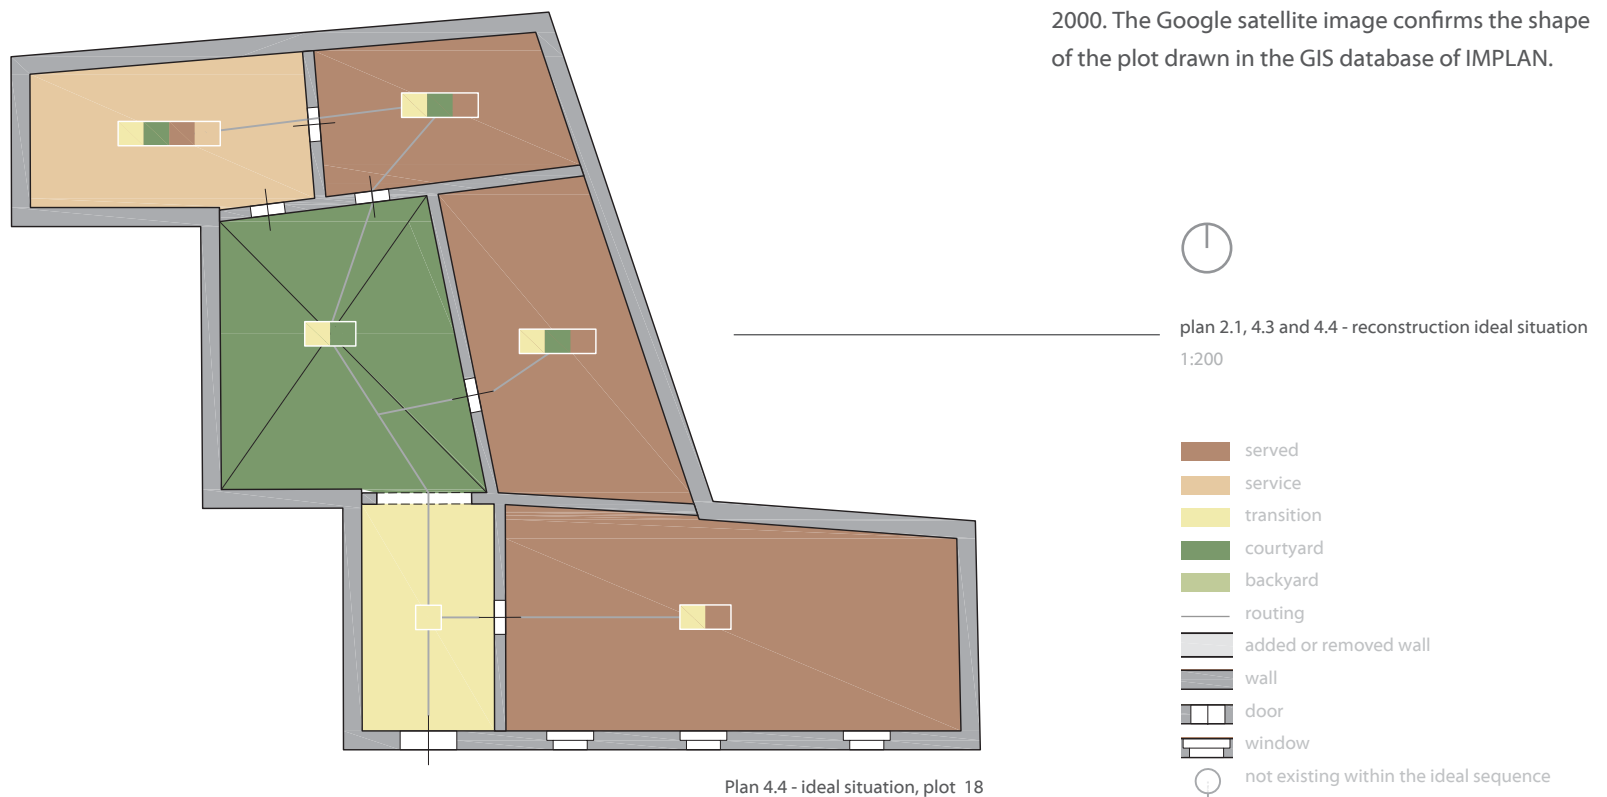 2000. The Google satellite image confirms the shape
of the plot drawn in the GIS database of IMPLAN.
plan 2.1, 4.3 and 4.4 - reconstruction ideal situation
1:200
served
service
transition
courtyard
backyard
routing
added or removed wall
wall
door
window
not existing within the ideal sequence
Plan 4.4 - ideal situation, plot 18